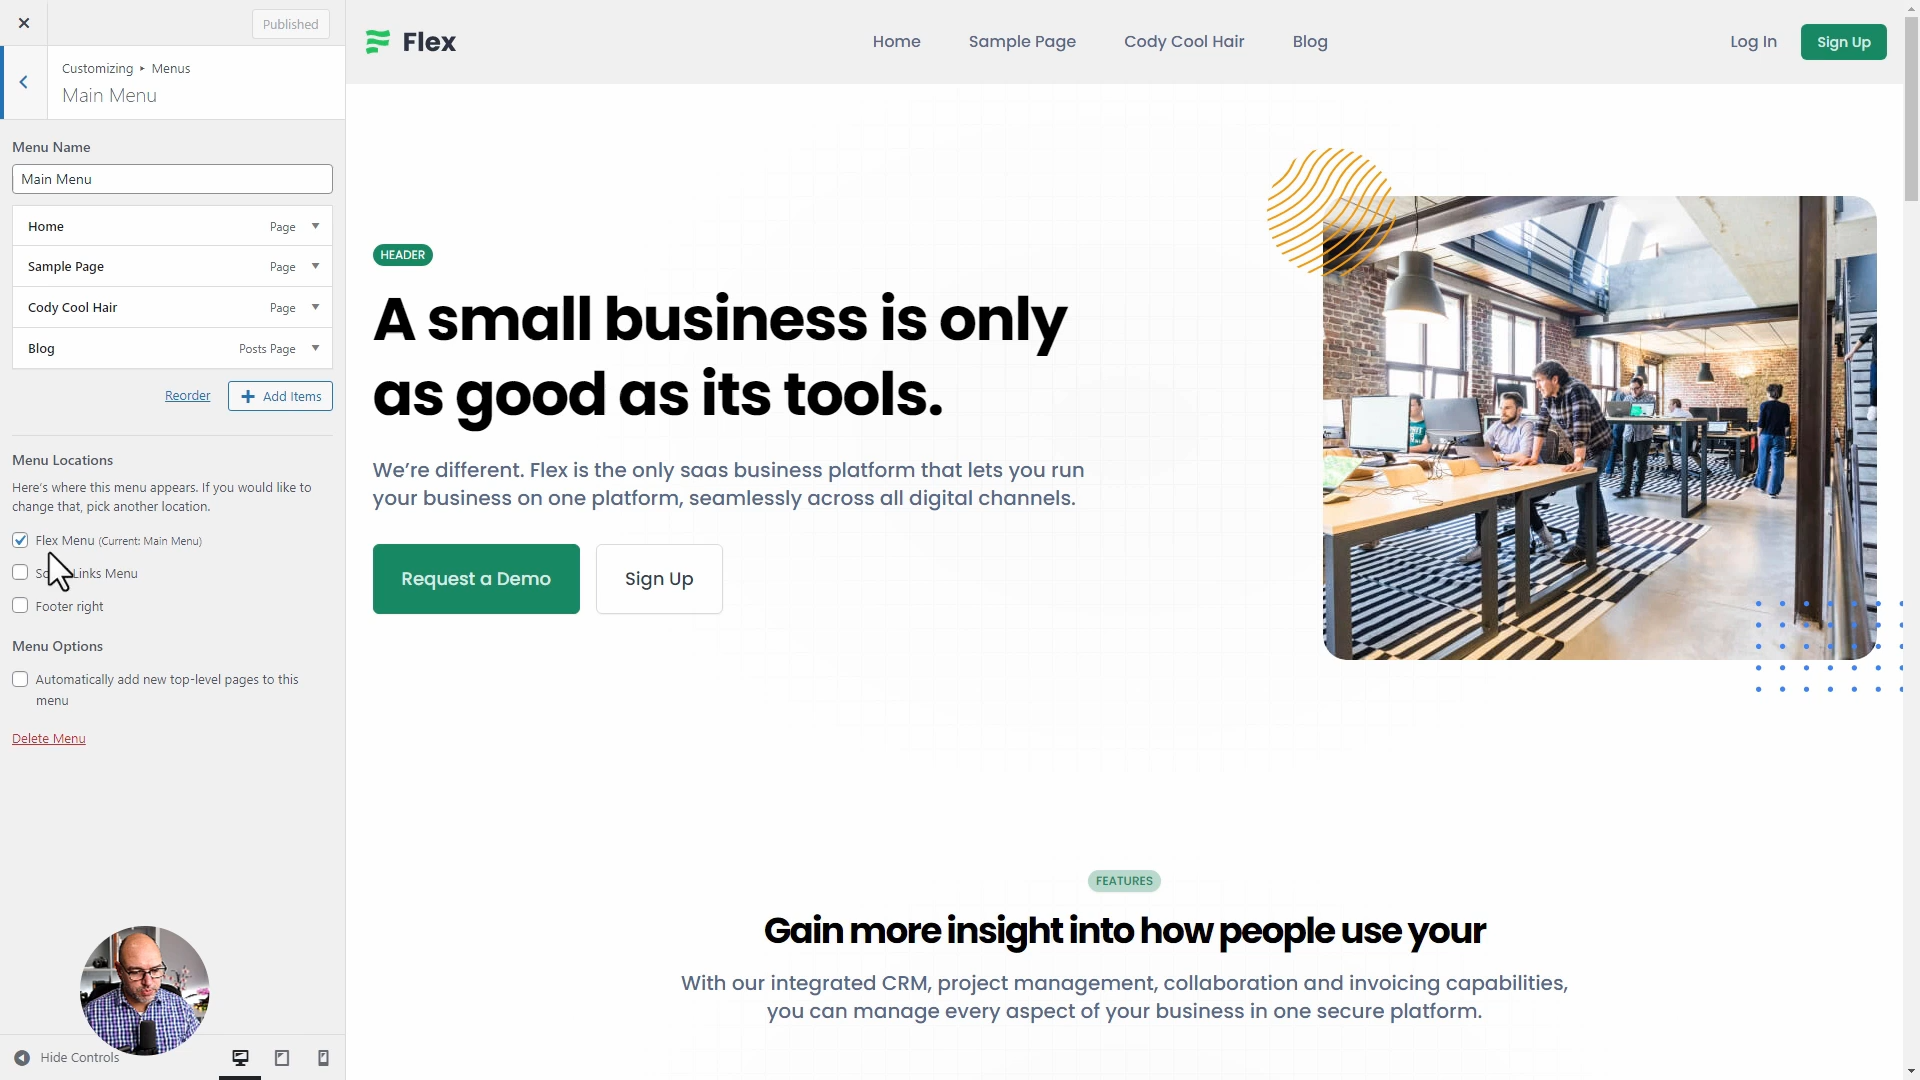 Published
Customizing ▸ Menus
Main Menu
Menu Name
Main Menu
Home Page
Sample Page Page
Cody Cool Hair Page
Blog Posts Page
Reorder
Add Items
Menu Locations
Here's where this menu appears. If you would like to
change that, pick another location.
Flex Menu (Current: Main Menu)
Links Menu
Footer right
Menu Options
Automatically add new top-level pages to this
menu
Delete Menu
Hide Controls
Flex
Home
Sample Page
Cody Cool Hair
Blog
Log In
Sign Up
HEADER
A small business is only
as good as its tools.
We're different. Flex is the only saas business platform that lets you run
your business on one platform, seamlessly across all digital channels.
Request a Demo
Sign Up
FEATURES
Gain more insight into how people use your
With our integrated CRM, project management, collaboration and invoicing capabilities,
you can manage every aspect of your business in one secure platform.